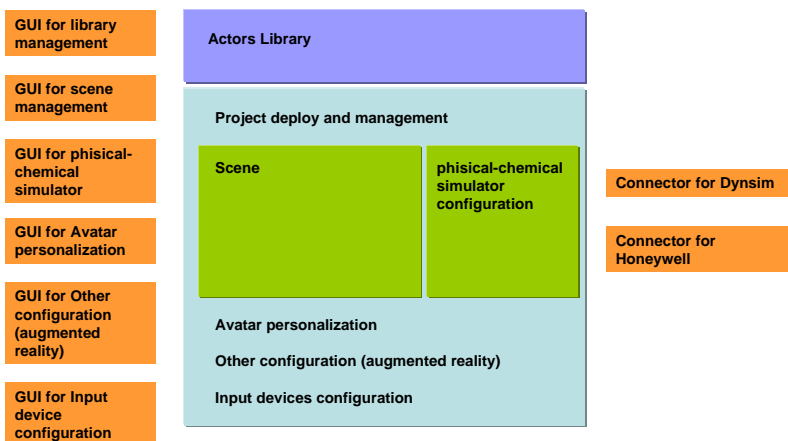 GUI for library
management
GUI for scene
management
GUI for phisical-
chemical
simulator
GUI for Avatar
personalization
GUI for Other
configuration
(augmented
reality)
GUI for Input
device
configuration
Actors Library
Project deploy and management
Scene
phisical-chemical
simulator
configuration
Avatar personalization
Other configuration (augmented reality)
Input devices configuration
Connector for Dynsim
Connector for
Honeywell